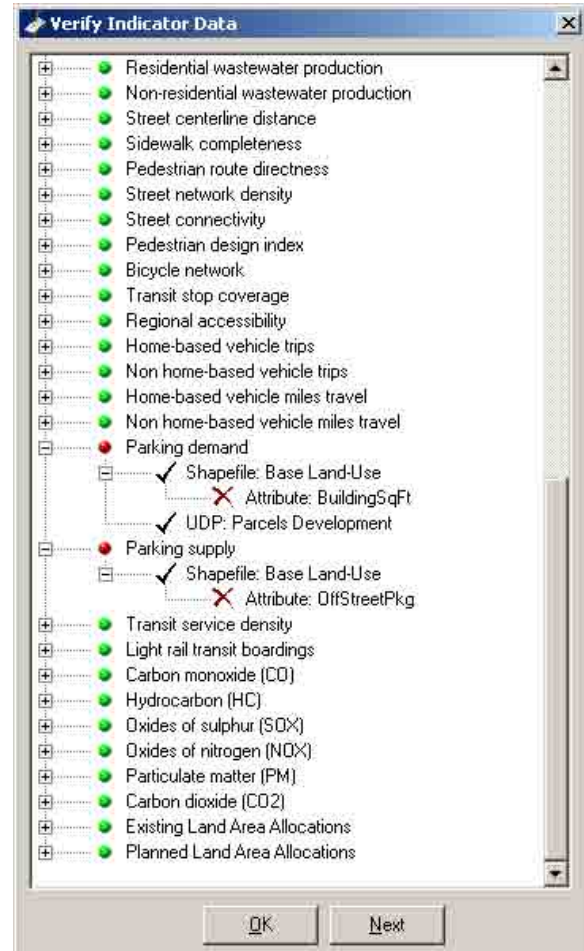 Verify Indicator Data
Residential wastewater production
Non-residential wastewater production
Street centerline distance
Sidewalk completeness
Pedestrian route directness
Street network density
Street connectivity
Pedestrian design index
Bicycle network
Transit stop coverage
Regional accessibility
Home-based vehicle trips
Non home-based vehicle trips
Home-based vehicle miles travel
Non home-based vehicle miles travel
Parking demand
Shapefile: Base Land-Use
Attribute: BuildingSqFt
UDP: Parcels Development
Parking supply
Shapefile: Base Land-Use
Attribute: OffStreetPkg
Transit service density
Light rail transit boardings
Carbon monoxide (CO)
Hydrocarbon (HC)
Oxides of sulphur (SOX)
Oxides of nitrogen (NOX)
Particulate matter (PM)
Carbon dioxide (CO2)
Existing Land Area Allocations
Planned Land Area Allocations
OK Next